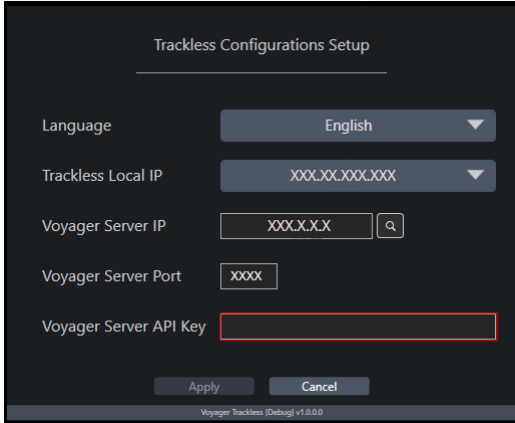 Trackless Configurations Setup
Language English
Trackless Local IP XXX.XX.XXX.XXX
Voyager Server IP XXX.X.X.X
Voyager Server Port XXXX
Voyager Server API Key
Apply Cancel
Voyager Trackless [Debug] v1.0.0.0